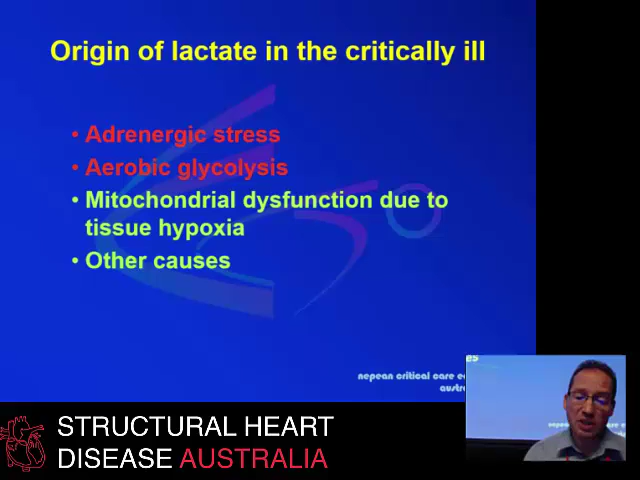 Origin of lactate in the critically ill
• Adrenergic stress
• Aerobic glycolysis
• Mitochondrial dysfunction due to
tissue hypoxia
• Other causes
nepean critical care
STRUCTURAL HEART
DISEASE AUSTRALIA